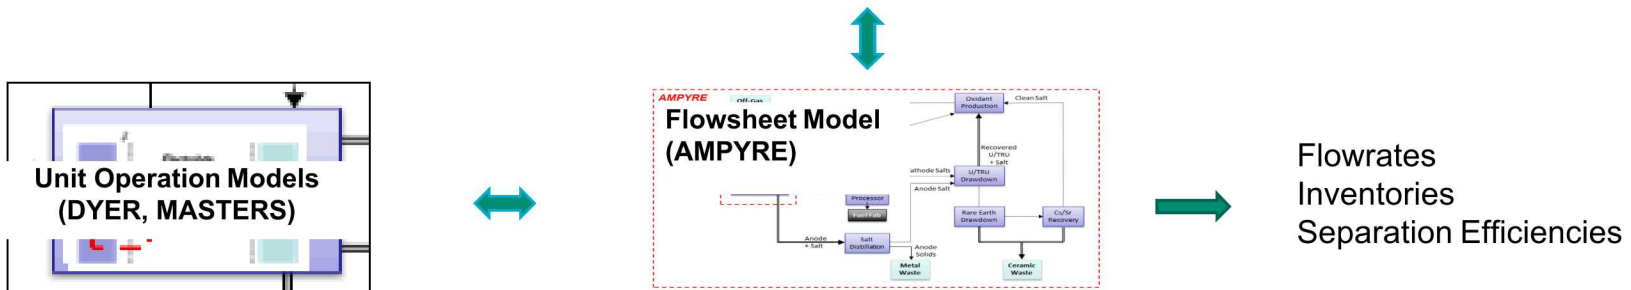 Unit Operation Models
(DYER, MASTERS)
AMPYRE
Off-Gas
Flowsheet Model
(AMPYRE)
Oxidant
Production
Clean Salt
Recovered
U/TRU
+ Salt
athode Salts
U/TRU
Drawdown
Anode Salt
Processor
Fuel Fab
Rare Earth
Drawdown
Cs/Sr
Recovery
Anode
+ Salt
Salt
Distillation
Anode
Solids
Metal
Waste
Ceramic
Waste
Flowrates
Inventories
Separation Efficiencies